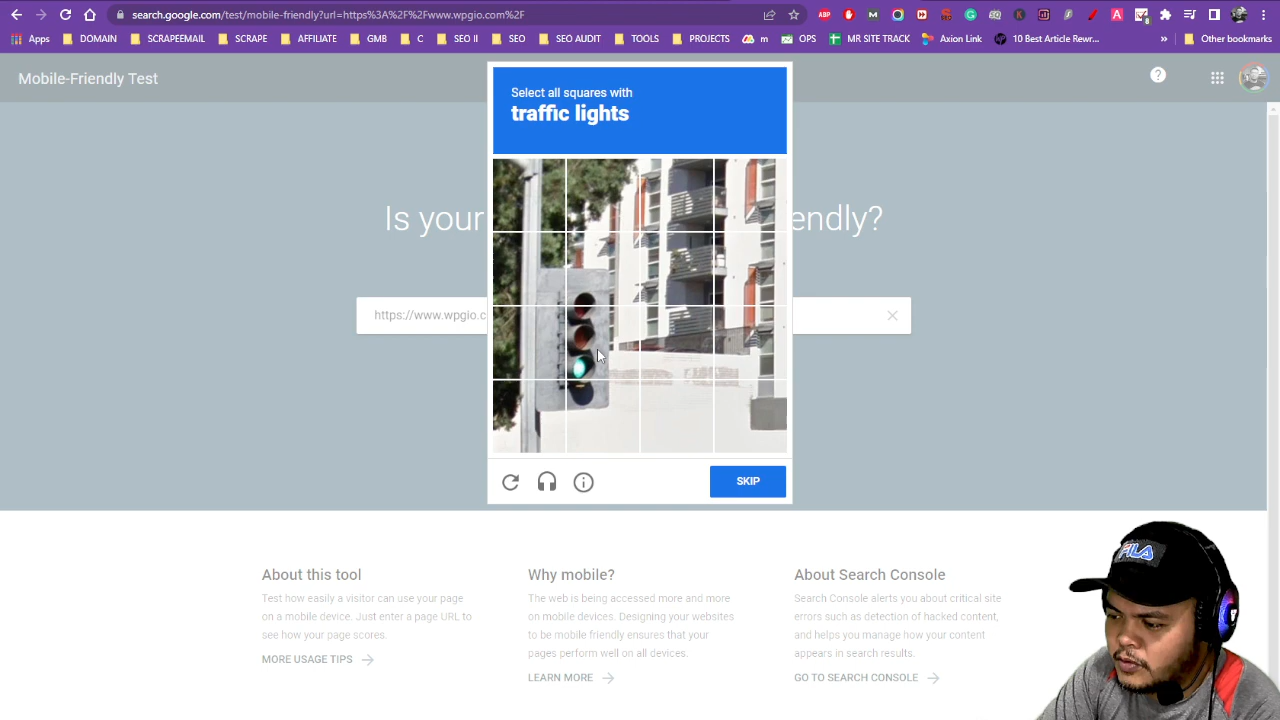 search.google.com/test/mobile-friendly?url=https%3A%2F%2Fwww.wpgio.com%2F
Apps DOMAIN SCRAPEEMAIL SCRAPE AFFILIATE GMB C SEO II SEO SEO AUDIT TOOLS PROJECTS m OPS MR SITE TRACK Axion Link 10 Best Article Rewr... » Other bookmarks
Mobile-Friendly Test
Select all squares with
traffic lights
Is your endly?
https://www.wpgio.c
SKIP
About this tool
Test how easily a visitor can use your page
on a mobile device. Just enter a page URL to
see how your page scores.
MORE USAGE TIPS
Why mobile?
The web is being accessed more and more
on mobile devices. Designing your websites
to be mobile friendly ensures that your
pages perform well on all devices.
LEARN MORE
About Search Console
Search Console alerts you about critical site
errors such as detection of hacked content,
and helps you manage how your content
appears in search results.
GO TO SEARCH CONSOLE
FILA